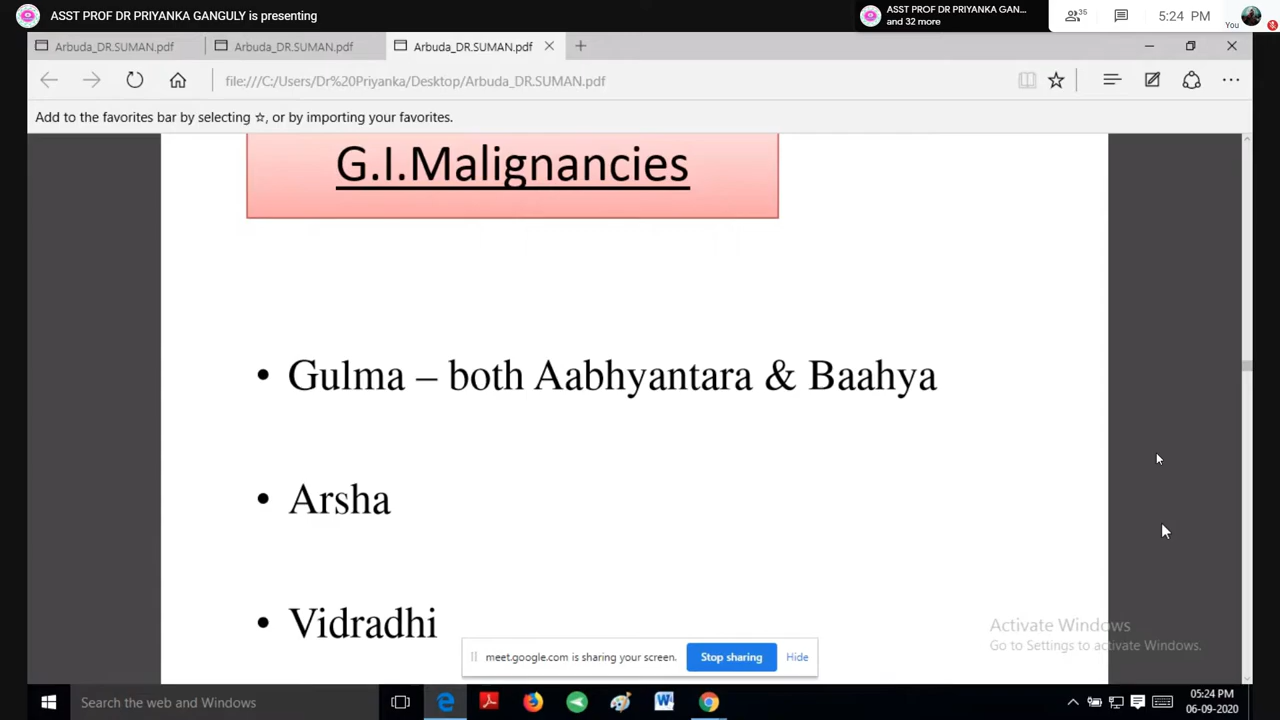 ASST PROF DR PRIYANKA GANGULY is presenting
ASST PROF DR PRIYANKA GAN...
and 32 more
35
5:24 PM
You
Arbuda_DR.SUMAN.pdf
Arbuda_DR.SUMAN.pdf
Arbuda_DR.SUMAN.pdf
file:///C:/Users/Dr%20Priyanka/Desktop/Arbuda_DR.SUMAN.pdf
Add to the favorites bar by selecting ☆, or by importing your favorites.
G.I.Malignancies
• Gulma – both Aabhyantara & Baahya
• Arsha
• Vidradhi
Activate Windows
Go to Settings to activate Windows.
meet.google.com is sharing your screen.
Stop sharing
Hide
Search the web and Windows
05:24 PM
06-09-2020